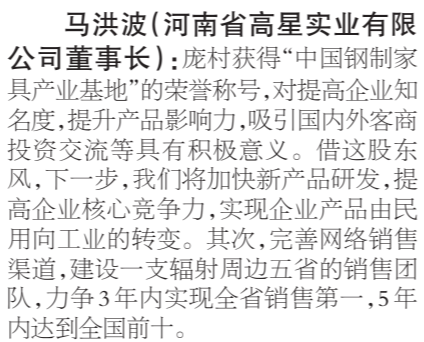 马洪波(河南省高星实业有限
公司董事长):庞村获得“中国钢制家
具产业基地”的荣誉称号,对提高企业知
名度,提升产品影响力,吸引国内外客商
投资交流等具有积极意义。借这股东
风,下一步,我们将加快新产品研发,提
高企业核心竞争力,实现企业产品由民
用向工业的转变。其次,完善网络销售
渠道,建设一支辐射周边五省的销售团
队,力争3年内实现全省销售第一,5年
内达到全国前十。